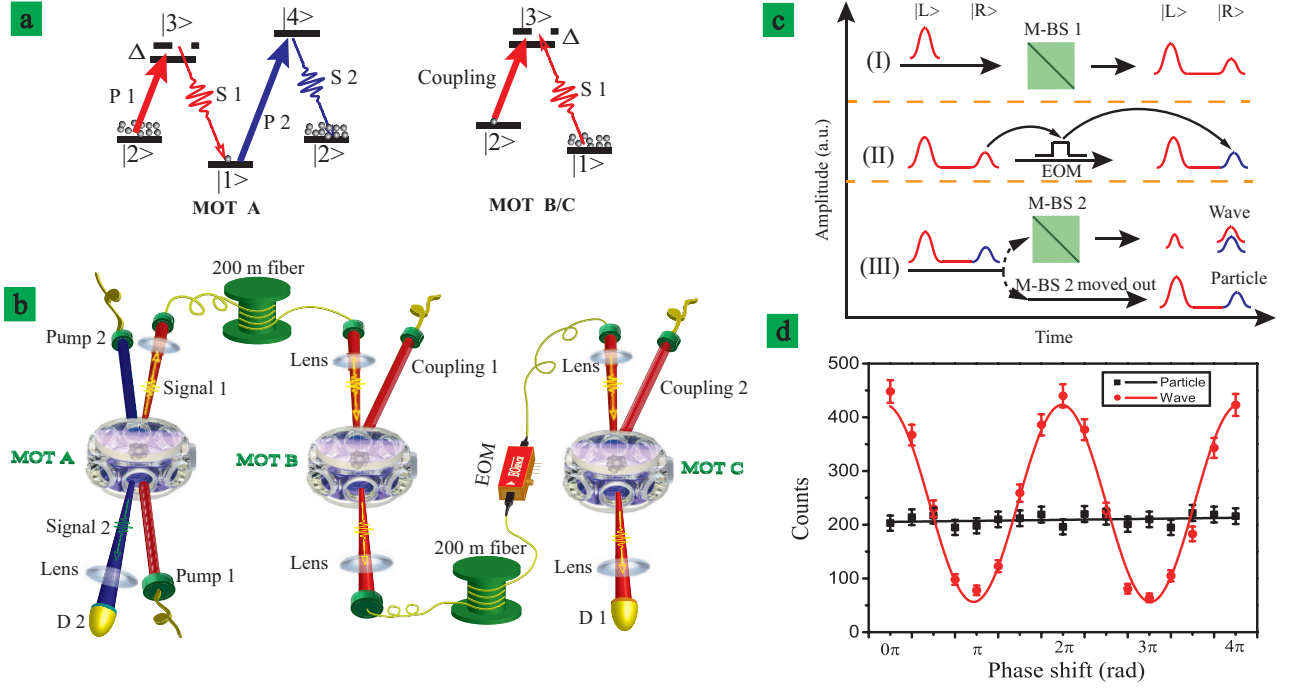 a
|3>
|4>
|3>
Δ
Δ
P 1
S 1
P 2
S 2
Coupling
S 1
|2>
|1>
|2>
|2>
|1>
MOT A
MOT B/C
b
200 m fiber
Pump 2
Signal 1
Lens
Coupling 1
Lens
Coupling 2
MOT A
MOT B
EOM
MOT C
Signal 2
Lens
Pump 1
D 2
Lens
200 m fiber
Lens
D 1
c
|L> |R>
M-BS 1
|L> |R>
(I)
(II)
EOM
M-BS 2
Wave
(III)
M-BS 2 moved out
Particle
Amplitude (a.u.)
Time
d
500
400
300
200
100
0
Counts
Particle
Wave
0π π 2π 3π 4π
Phase shift (rad)